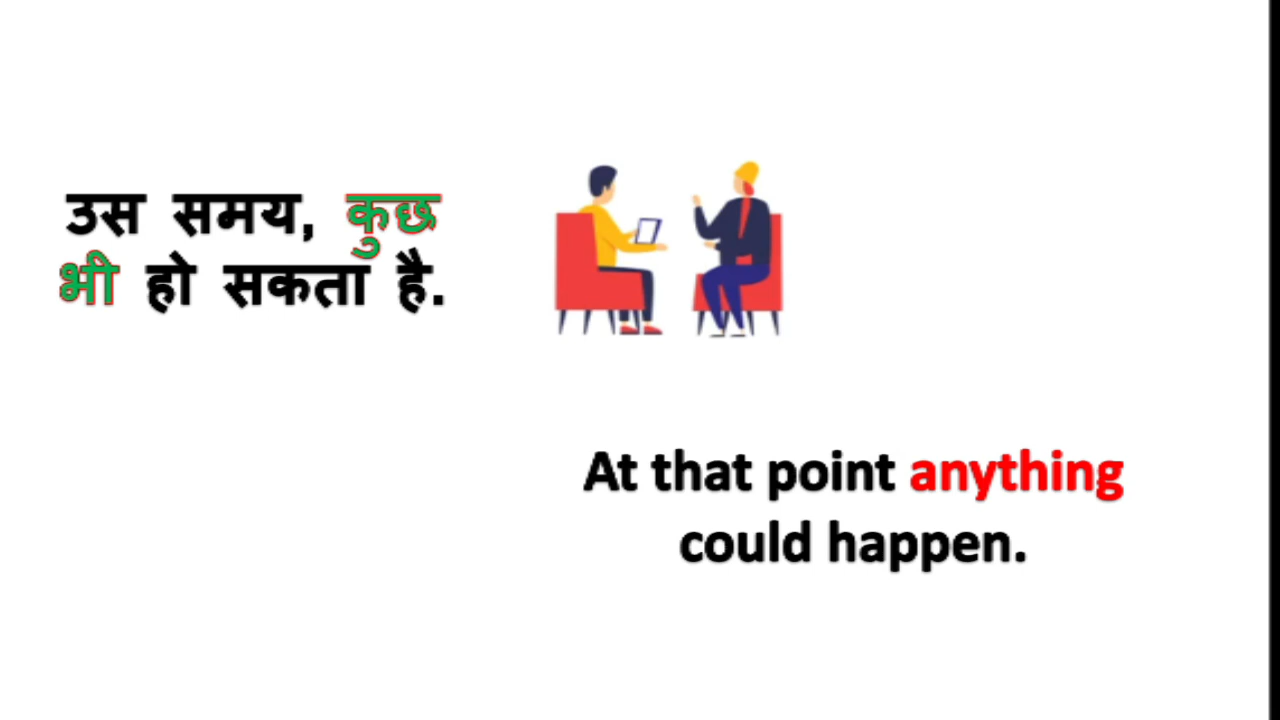 उस समय, कुछ
भी हो सकता है.
At that point anything
could happen.